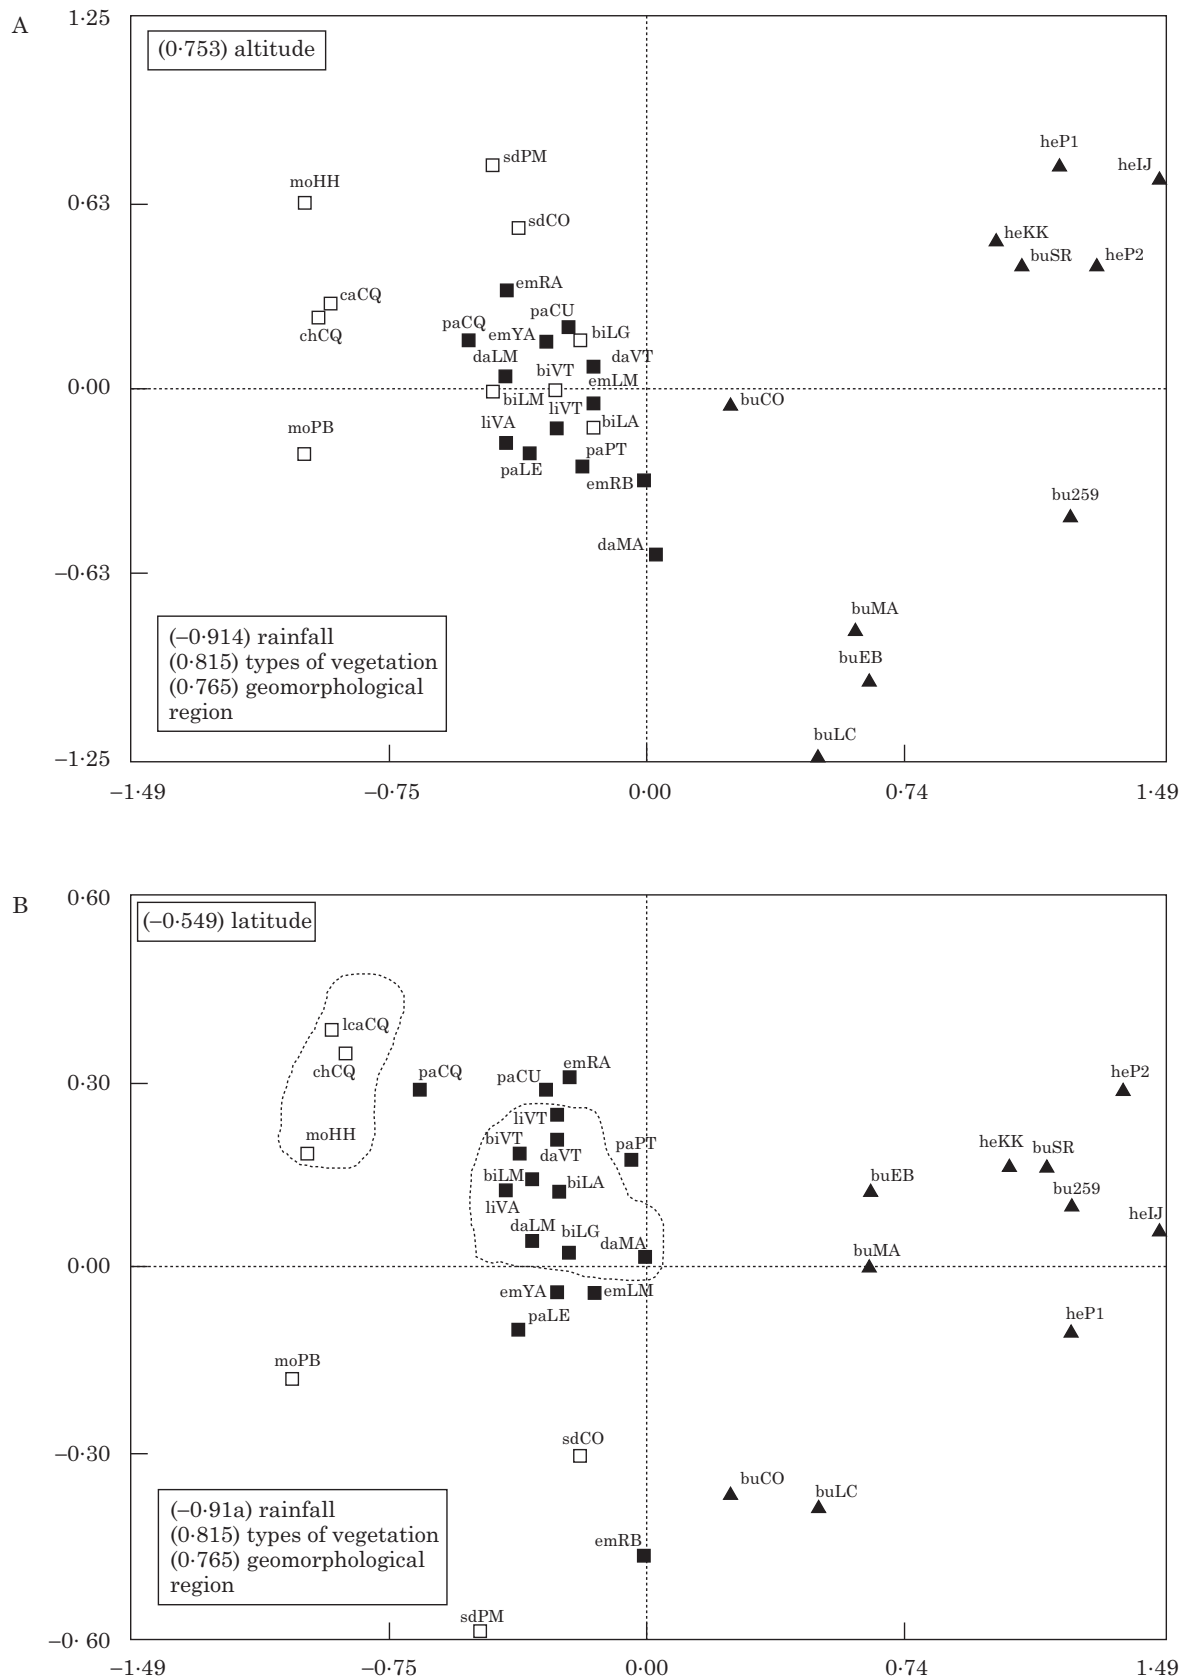 A
1·25
(0·753) altitude
heP1
sdPM
heIJ
moHH
0·63
sdCO
heKK
buSR
heP2
emRA
caCQ
paCU
chCQ
paCQ
emYA
biLG
daLM
daVT
biVT
emLM
0·00
biLM
liVT
buCO
liVA
biLA
moPB
paLE
paPT
emRB
bu259
daMA
–0·63
buMA
(–0·914) rainfall
(0·815) types of vegetation
buEB
(0·765) geomorphological
region
buLC
–1·25
–1·49
–0·75
0·00
0·74
1·49
B
0·60
(–0·549) latitude
lcaCQ
chCQ
emRA
paCQ
paCU
heP2
0·30
liVT
moHH
biVT
paPT
heKK
buSR
daVT
biLM
biLA
buEB
bu259
liVA
daLM
biLG
daMA
heIJ
buMA
0·00
emYA
emLM
paLE
heP1
moPB
sdCO
–0·30
buCO
buLC
(–0·91a) rainfall
(0·815) types of vegetation
emRB
(0·765) geomorphological
region
sdPM
–0· 60
–1·49
–0·75
0·00
0·74
1·49